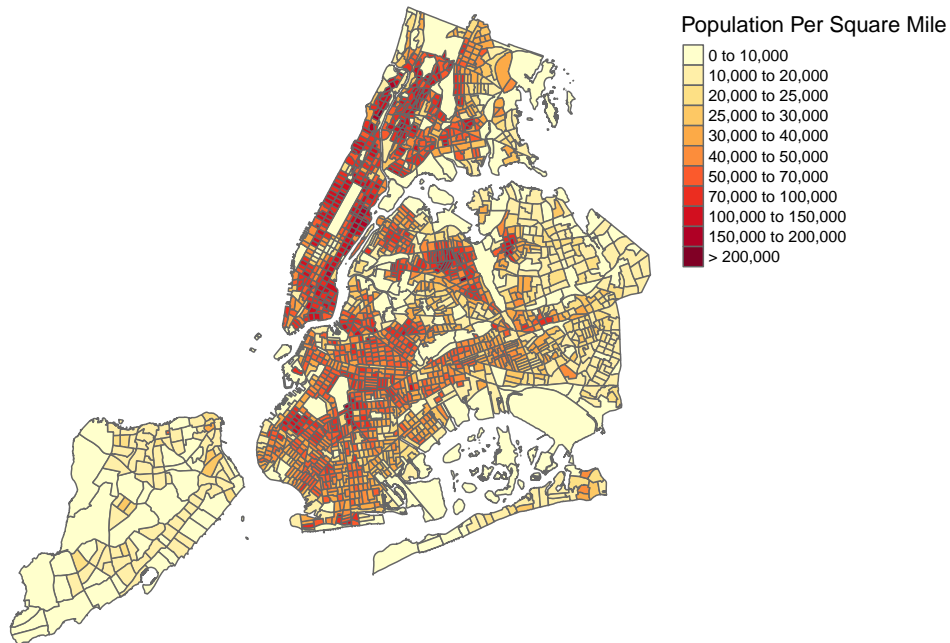 Population Per Square Mile
0 to 10,000
10,000 to 20,000
20,000 to 25,000
25,000 to 30,000
30,000 to 40,000
40,000 to 50,000
50,000 to 70,000
70,000 to 100,000
100,000 to 150,000
150,000 to 200,000
> 200,000